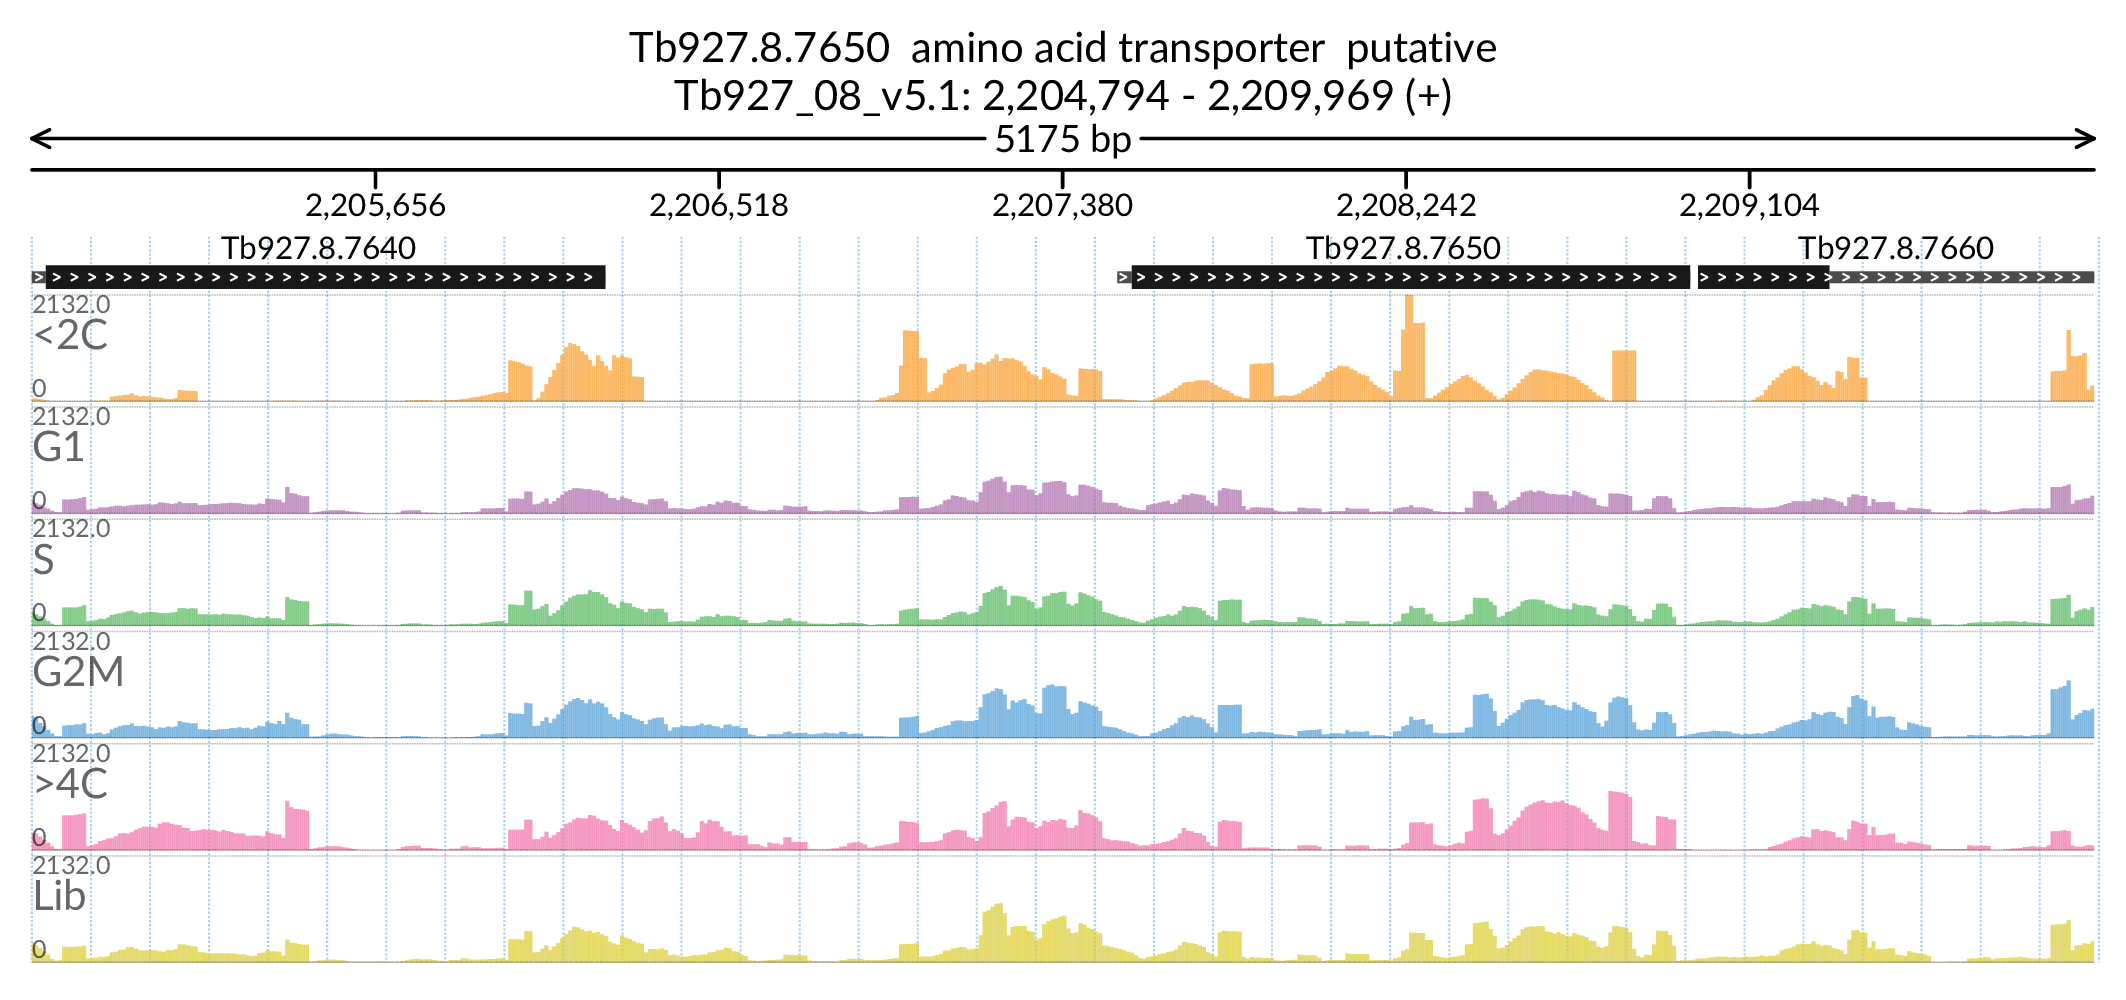 Tb927.8.7650 amino acid transporter putative
Tb927_08_v5.1: 2,204,794 - 2,209,969 (+)
5175 bp
2,205,656 2,206,518 2,207,380 2,208,242 2,209,104
Tb927.8.7640 Tb927.8.7650 Tb927.8.7660
2132.0
<2C
0
2132.0
G1
0
2132.0
S
0
2132.0
G2M
0
2132.0
>4C
0
2132.0
Lib
0